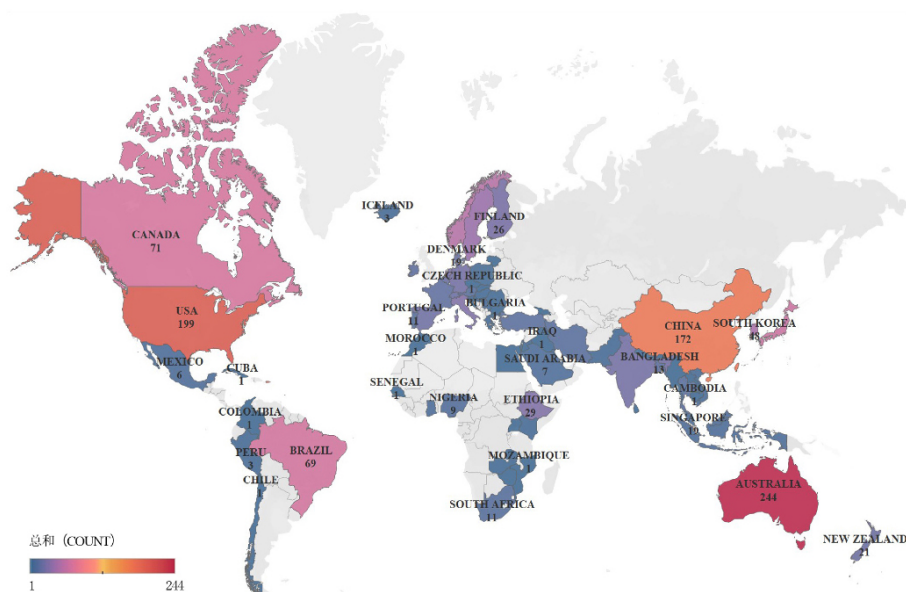 ICELAND
3
FINLAND
26
CANADA
71
DENMARK
19
CZECH REPUBLIC
1
USA
199
PORTUGAL
11
BULGARIA
1
CHINA
172
SOUTH KOREA
48
MOROCCO
1
IRAQ
1
BANGLADESH
13
MEXICO
6
CUBA
1
SAUDI ARABIA
7
CAMBODIA
1
SENEGAL
1
NIGERIA
9
ETHIOPIA
29
SINGAPORE
19
COLOMBIA
1
PERU
3
BRAZIL
69
MOZAMBIQUE
1
CHILE
1
SOUTH AFRICA
11
AUSTRALIA
244
NEW ZEALAND
21
总和 (COUNT)
1 244